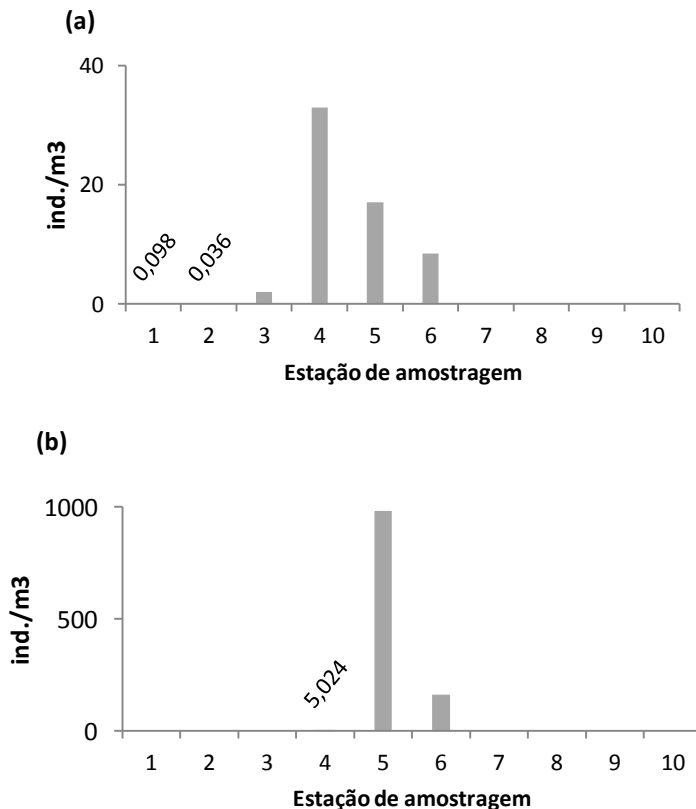 (a)
ind./m3
40
20
0
0,098
0,036
1 2 3 4 5 6 7 8 9 10
Estação de amostragem
(b)
ind./m3
1000
500
0
5,024
1 2 3 4 5 6 7 8 9 10
Estação de amostragem